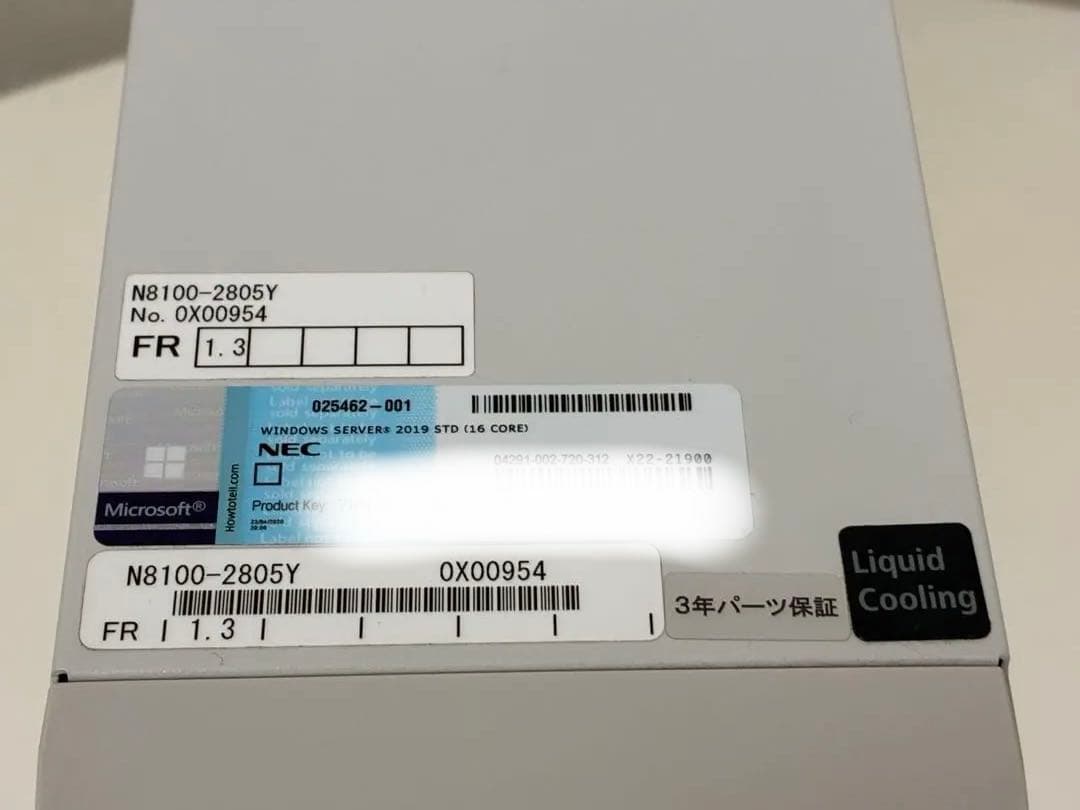 N8100-2805Y
No. 0X00954
FR 1.3
025462-001
WINDOWS SERVER® 2019 STD (16 CORE)
NEC
04291-002-720-312 X22-21900
Product Key
Microsoft®
Howtotell.com
N8100-2805Y 0X00954
FR 1.3
3年パーツ保証
Liquid
Cooling